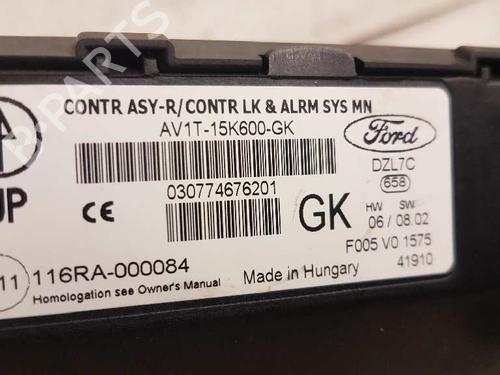 B-PARTS
CONTR ASY-R/CONTR LK & ALRM SYS MN
AV1T-15K600-GK
Ford
DZL7C
658
030774676201
UP
CE
GK
HW SW
06 / 08.02
F005 V0 1575
41910
11
116RA-000084
Made in Hungary
Homologation see Owner's Manual